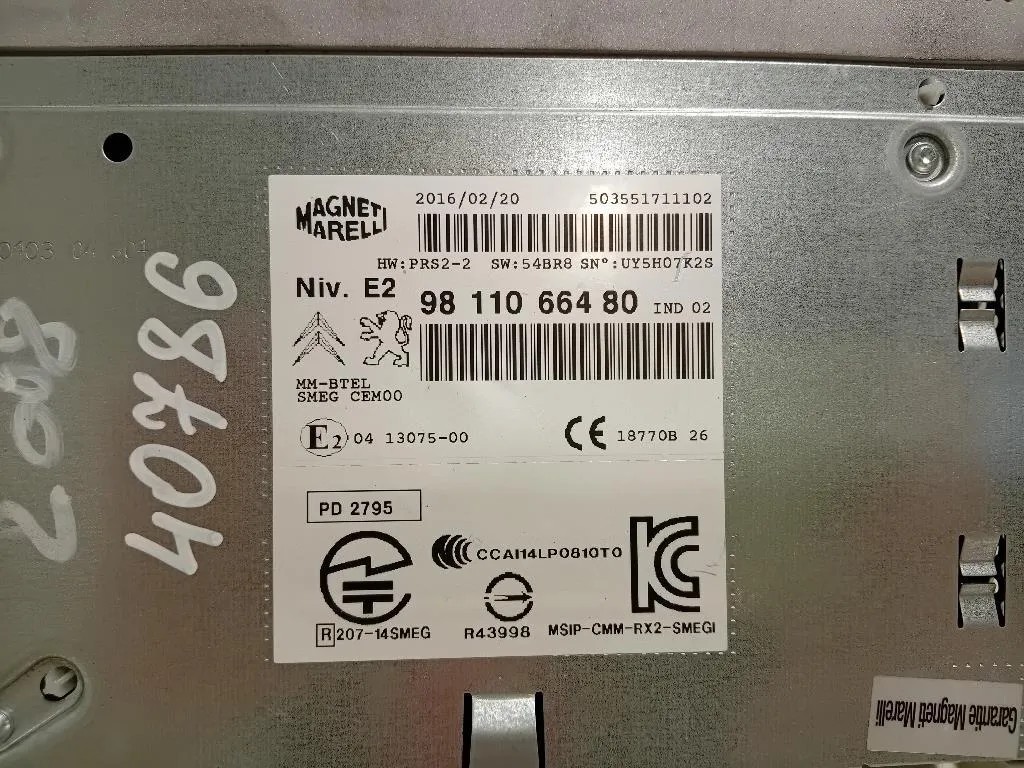 MAGNETI
MARELLI
2016/02/20 503551711102
HW:PRS2-2 SW:54BR8 SN°:UY5H07K2S
Niv. E2
98 110 664 80 IND 02
MM-BTEL
SMEG CEM00
E2 04 13075-00
CE 18770B 26
PD 2795
CCAI14LP0810T0
R 207-14SMEG
R43998
MSIP-CMM-RX2-SMEGI
40786
2008
Garantie Magneti Marelli